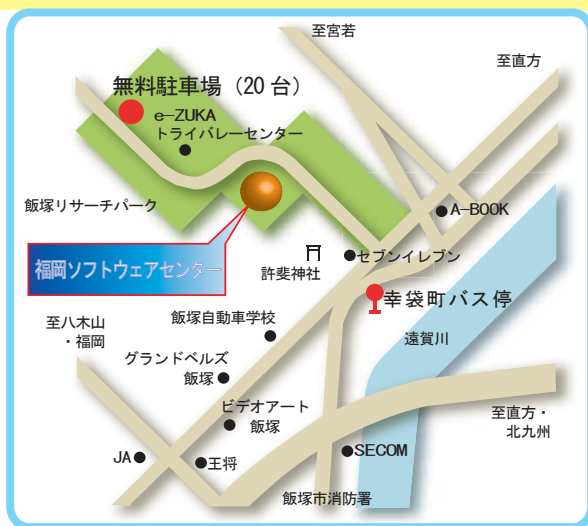 至宮若
至直方
無料駐車場（20 台）
e-ZUKA
トライバレーセンター
飯塚リサーチパーク
A-BOOK
福岡ソフトウェアセンター
許斐神社
セブンイレブン
幸袋町バス停
至八木山
・福岡
飯塚自動車学校
遠賀川
グランドベルズ
飯塚
ビデオアート
飯塚
至直方・
北九州
JA
王将
SECOM
飯塚市消防署